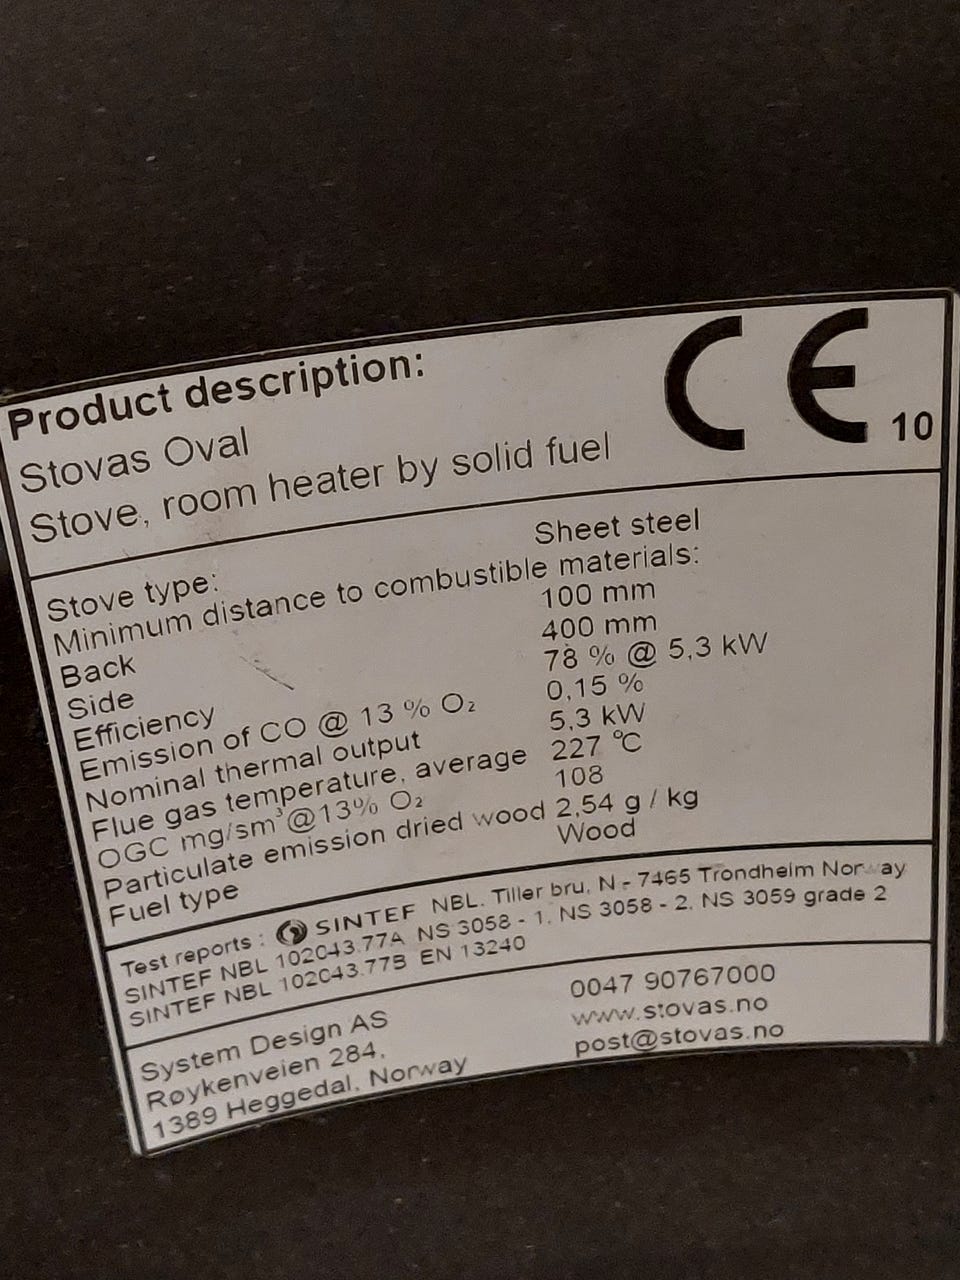 Product description:
Stovas Oval
Stove, room heater by solid fuel
CE 10
Stove type: Sheet steel
Minimum distance to combustible materials:
Back 100 mm
Side 400 mm
Efficiency 78 % @ 5,3 kW
Emission of CO @ 13 % O₂ 0,15 %
Nominal thermal output 5,3 kW
Flue gas temperature, average 227 °C
OGC mg/sm³@13% O₂ 108
Particulate emission dried wood 2,54 g / kg
Fuel type Wood
Test reports : SINTEF NBL. Tiller bru, N - 7465 Trondheim Norway
SINTEF NBL 102043.77A NS 3058 - 1, NS 3058 - 2, NS 3059 grade 2
SINTEF NBL 102043.77B EN 13240
System Design AS
Røykenveien 284,
1389 Heggedal, Norway
0047 90767000
www.stovas.no
post@stovas.no